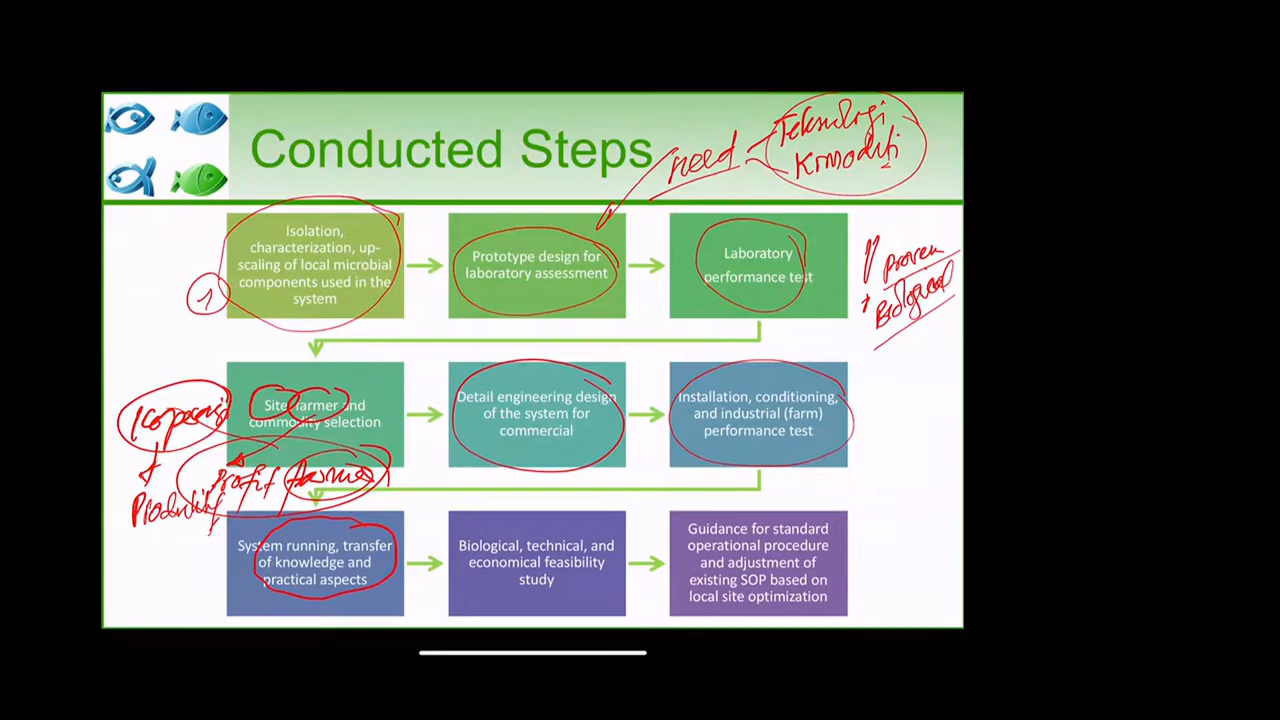 Conducted Steps
need
Teknologi
Komoditi
Isolation,
characterization, up-
scaling of local microbial
components used in the
system
1
Prototype design for
laboratory assessment
Laboratory
performance test
proven
Biological
Site, farmer and
commodity selection
Detail engineering design
of the system for
commercial
Installation, conditioning,
and industrial (farm)
performance test
Profit farmer
System running, transfer
of knowledge and
practical aspects
Biological, technical, and
economical feasibility
study
Guidance for standard
operational procedure
and adjustment of
existing SOP based on
local site optimization